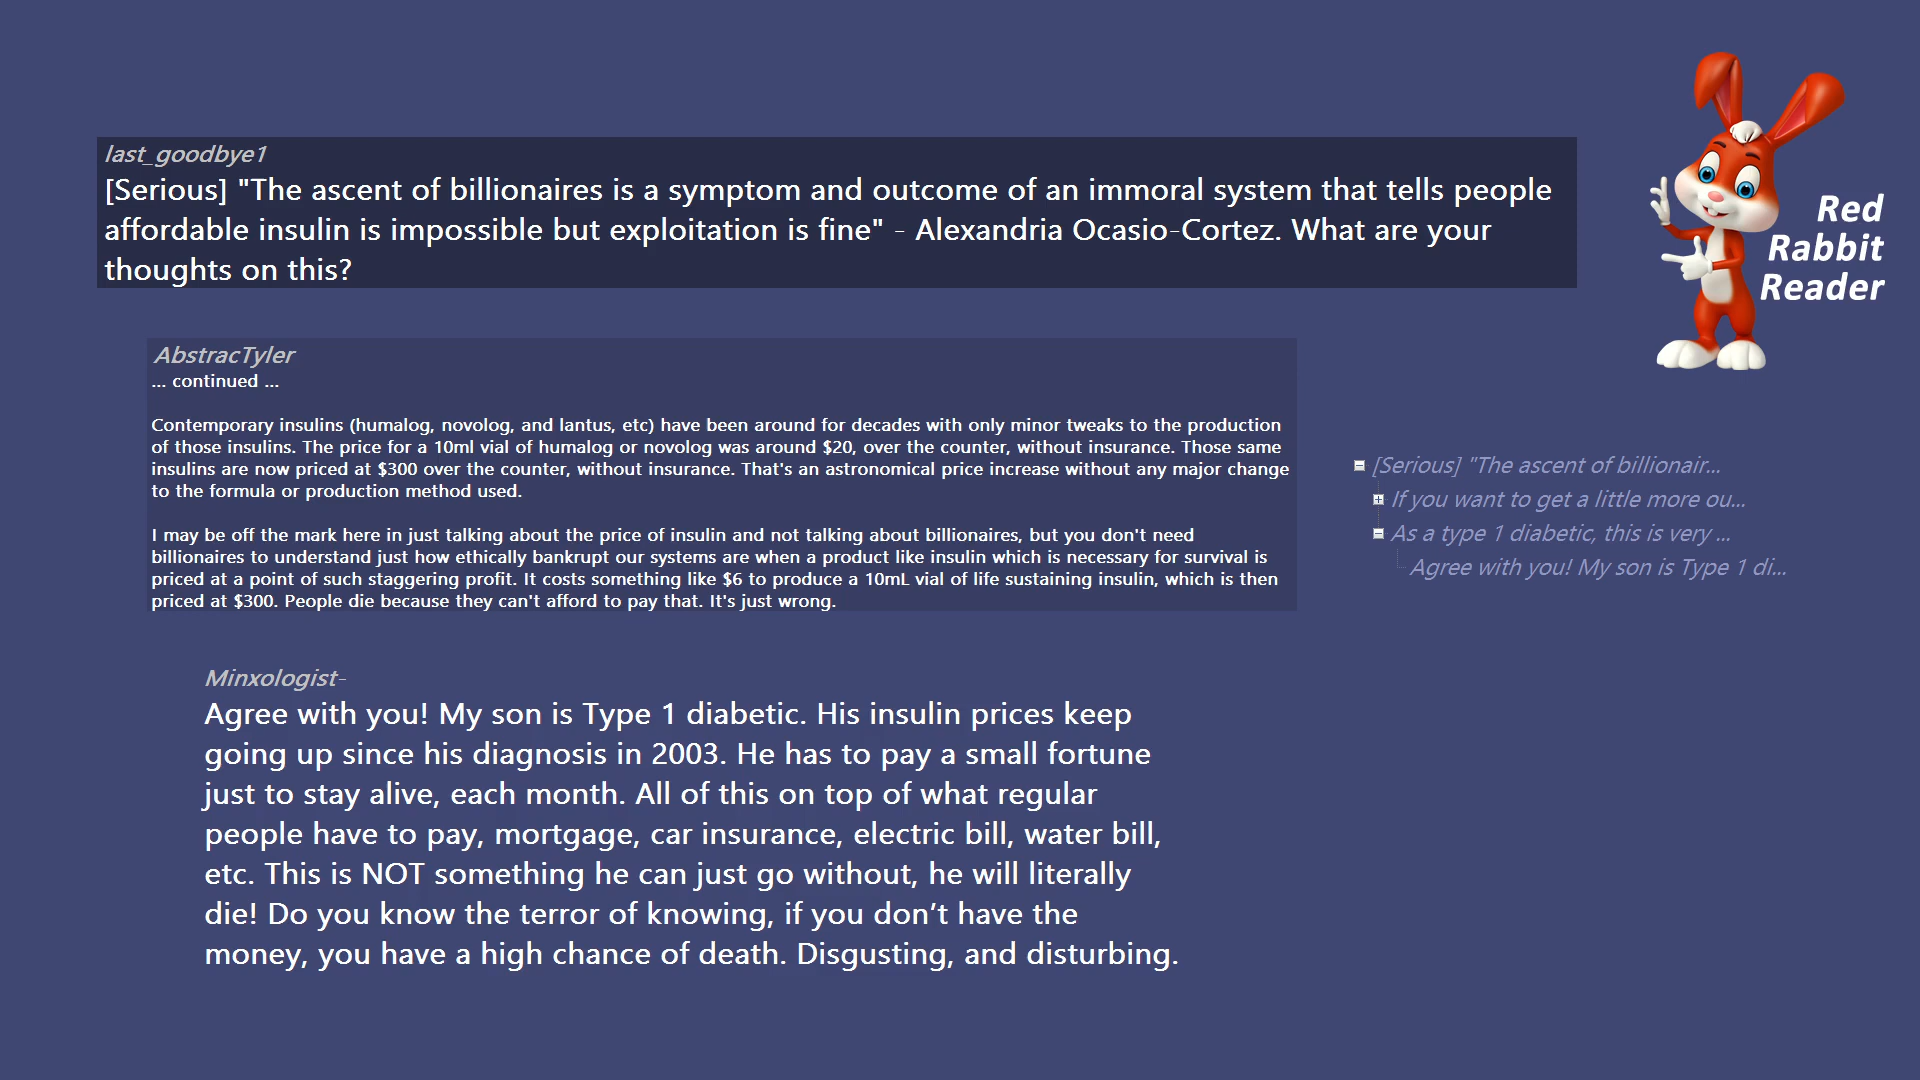 last_goodbye1
[Serious] "The ascent of billionaires is a symptom and outcome of an immoral system that tells people
affordable insulin is impossible but exploitation is fine" - Alexandria Ocasio-Cortez. What are your
thoughts on this?
Red
Rabbit
Reader
AbstracTyler
... continued ...
Contemporary insulins (humalog, novolog, and lantus, etc) have been around for decades with only minor tweaks to the production
of those insulins. The price for a 10ml vial of humalog or novolog was around $20, over the counter, without insurance. Those same
insulins are now priced at $300 over the counter, without insurance. That's an astronomical price increase without any major change
to the formula or production method used.
I may be off the mark here in just talking about the price of insulin and not talking about billionaires, but you don't need
billionaires to understand just how ethically bankrupt our systems are when a product like insulin which is necessary for survival is
priced at a point of such staggering profit. It costs something like $6 to produce a 10mL vial of life sustaining insulin, which is then
priced at $300. People die because they can't afford to pay that. It's just wrong.
[Serious] "The ascent of billionair...
If you want to get a little more ou...
As a type 1 diabetic, this is very ...
Agree with you! My son is Type 1 di...
Minxologist-
Agree with you! My son is Type 1 diabetic. His insulin prices keep
going up since his diagnosis in 2003. He has to pay a small fortune
just to stay alive, each month. All of this on top of what regular
people have to pay, mortgage, car insurance, electric bill, water bill,
etc. This is NOT something he can just go without, he will literally
die! Do you know the terror of knowing, if you don’t have the
money, you have a high chance of death. Disgusting, and disturbing.